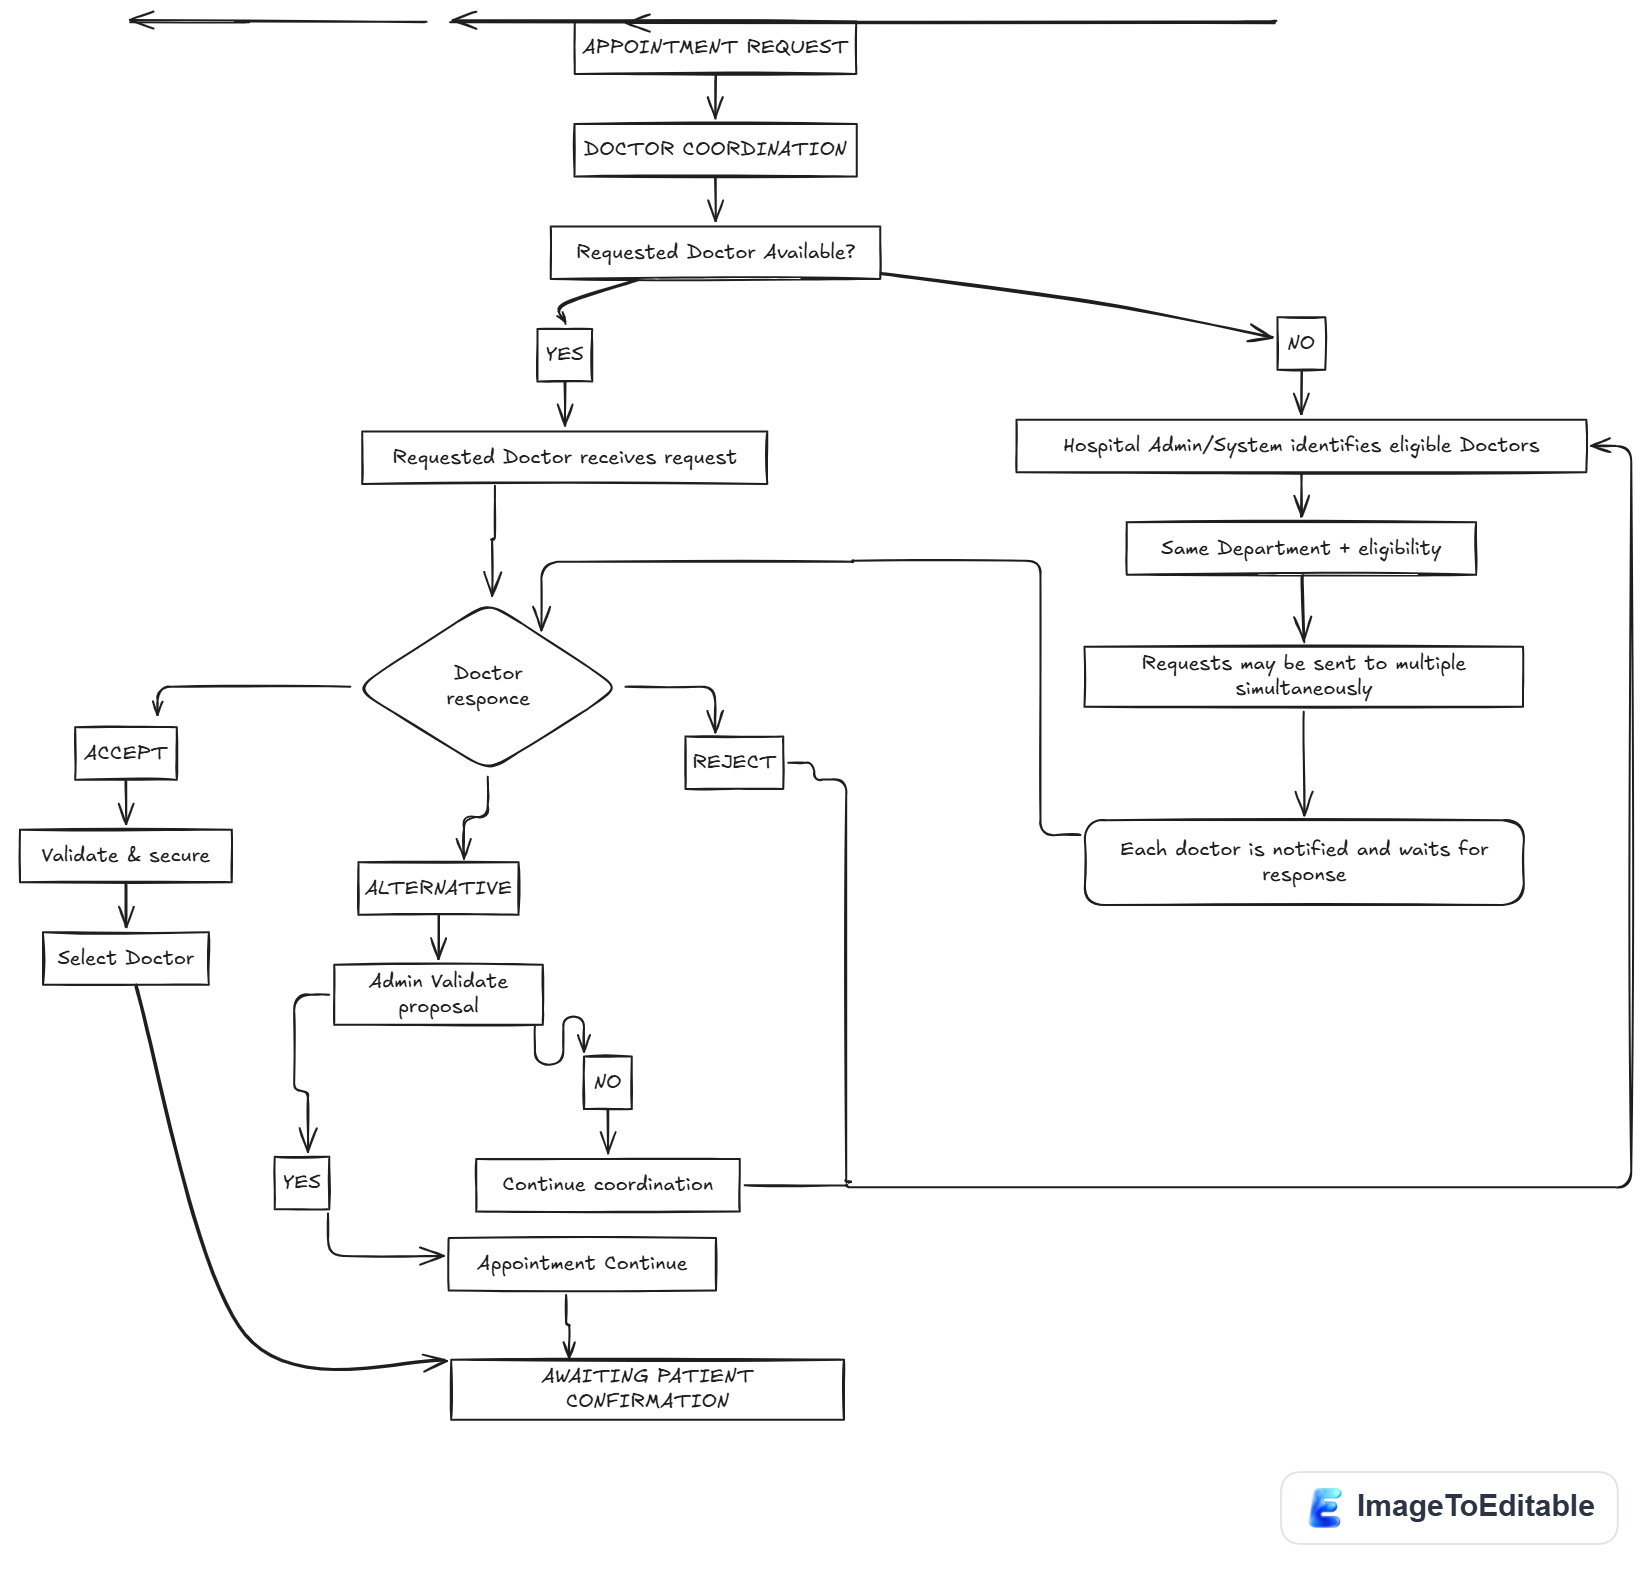 APPOINTMENT REQUEST
DOCTOR COORDINATION
Requested Doctor Available?
YES
NO
Requested Doctor receives request
Hospital Admin/System identifies eligible Doctors
Same Department + eligibility
Requests may be sent to multiple
simultaneously
Each doctor is notified and waits for
response
Doctor
responce
ACCEPT
Validate & secure
Select Doctor
ALTERNATIVE
REJECT
Admin Validate
proposal
NO
YES
Continue coordination
Appointment Continue
AWAITING PATIENT
CONFIRMATION
ImageToEditable